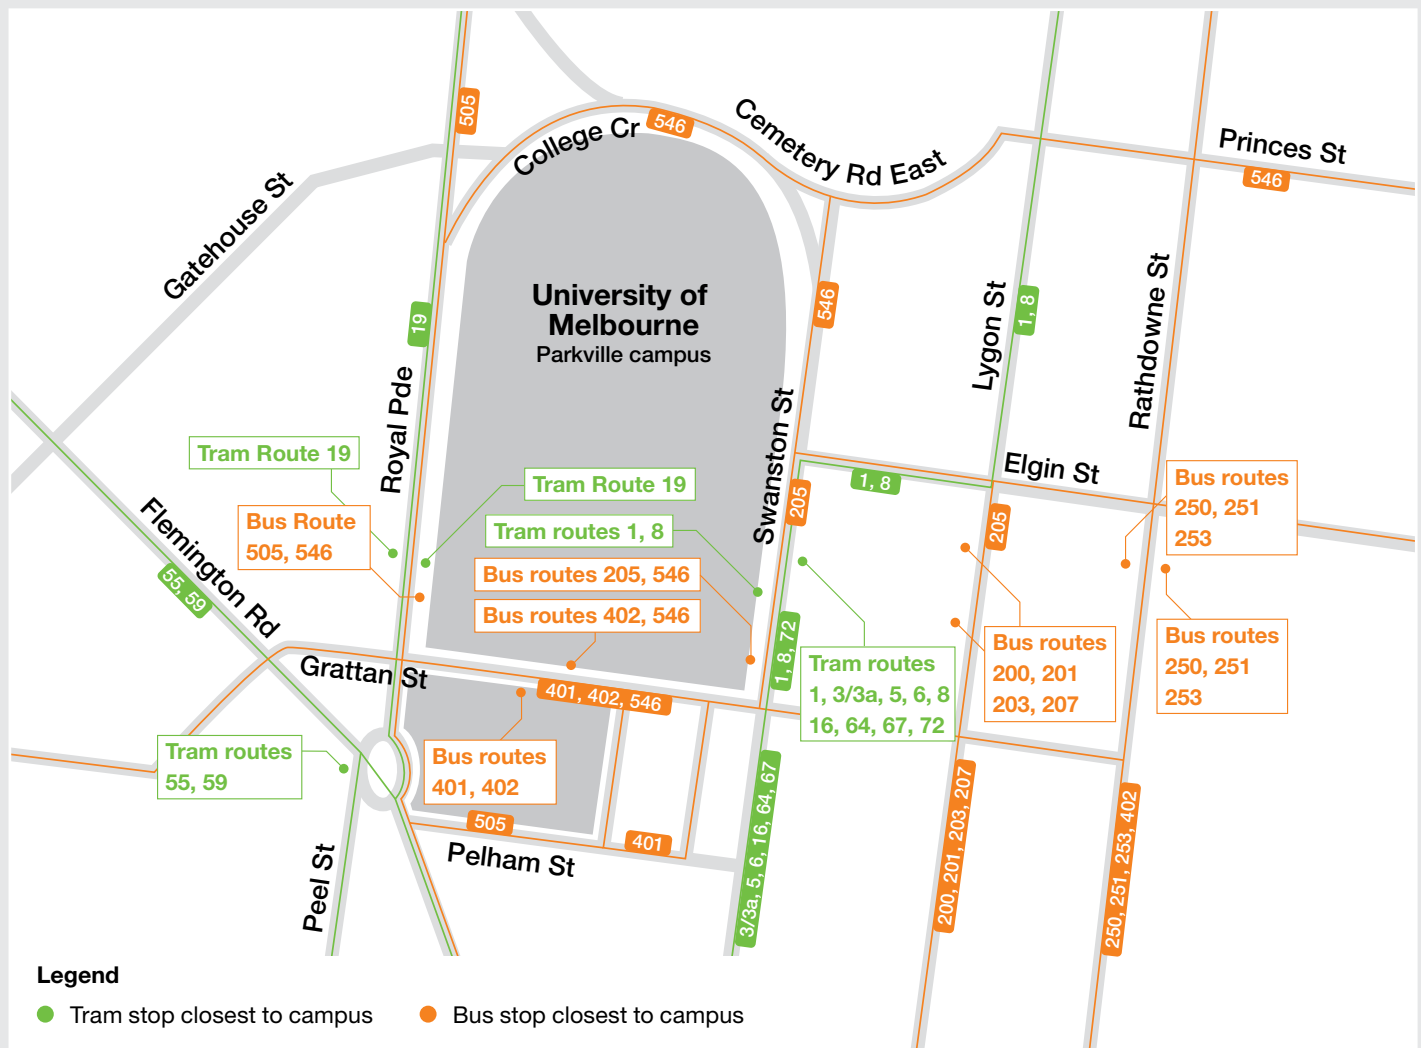 505
College Cr
546
Cemetery Rd East
Princes St
546
Gatehouse St
University of
Melbourne
Parkville campus
19
546
Lygon St
1, 8
Rathdowne St
Royal Pde
Swanston St
Tram Route 19
Bus Route
505, 546
Tram Route 19
Tram routes 1, 8
Bus routes 205, 546
Bus routes 402, 546
1, 8
Elgin St
205
205
Bus routes
250, 251
253
Flemington Rd
55, 59
Grattan St
401, 402, 546
1, 8, 72
Tram routes
1, 3/3a, 5, 6, 8
16, 64, 67, 72
Bus routes
200, 201
203, 207
Bus routes
250, 251
253
Tram routes
55, 59
Bus routes
401, 402
505
401
Pelham St
Peel St
3/3a, 5, 6, 16, 64, 67
200, 201, 203, 207
250, 251, 253, 402
Legend
Tram stop closest to campus
Bus stop closest to campus